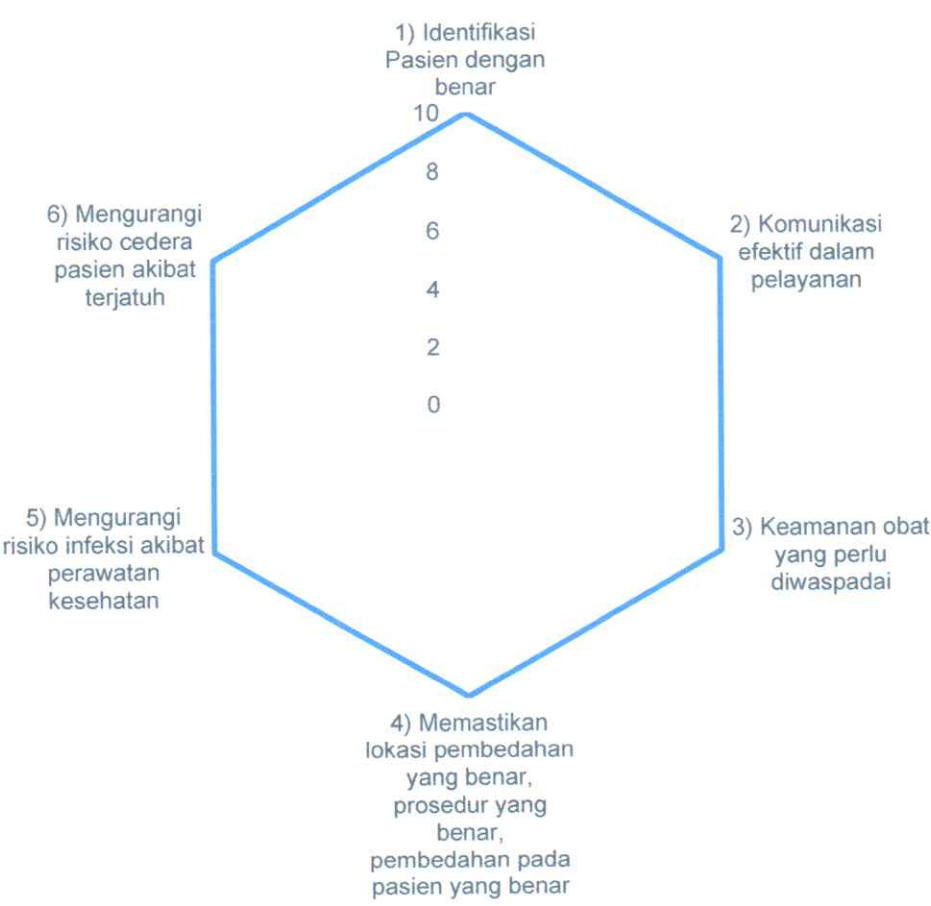 1) Identifikasi
Pasien dengan
benar
10
8
6
4
2
0
2) Komunikasi
efektif dalam
pelayanan
3) Keamanan obat
yang perlu
diwaspadai
4) Memastikan
lokasi pembedahan
yang benar,
prosedur yang
benar,
pembedahan pada
pasien yang benar
5) Mengurangi
risiko infeksi akibat
perawatan
kesehatan
6) Mengurangi
risiko cedera
pasien akibat
terjatuh